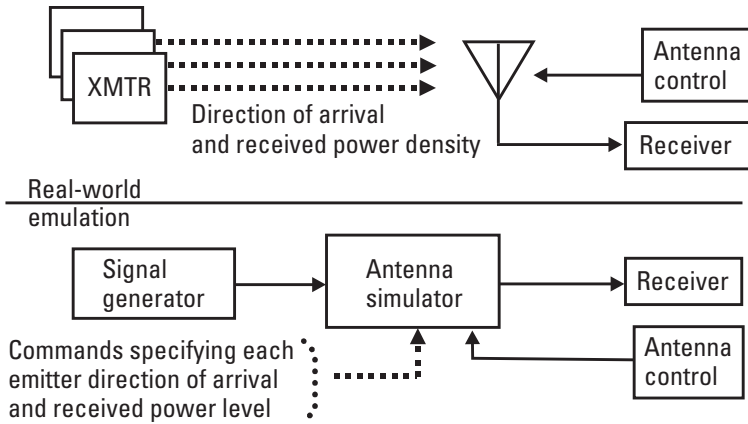 XMTR
Direction of arrival
and received power density
Antenna
control
Receiver
Real-world
emulation
Signal
generator
Antenna
simulator
Receiver
Commands specifying each
emitter direction of arrival
and received power level
Antenna
control